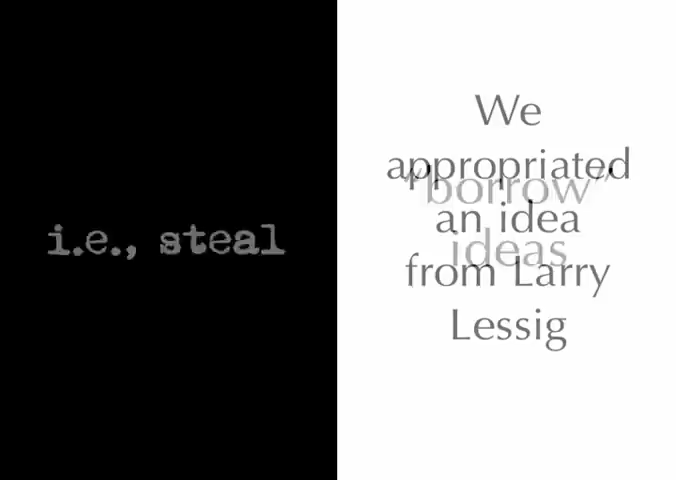 i.e., steal
We
appropriated
"borrow"
an idea
ideas
from Larry
Lessig